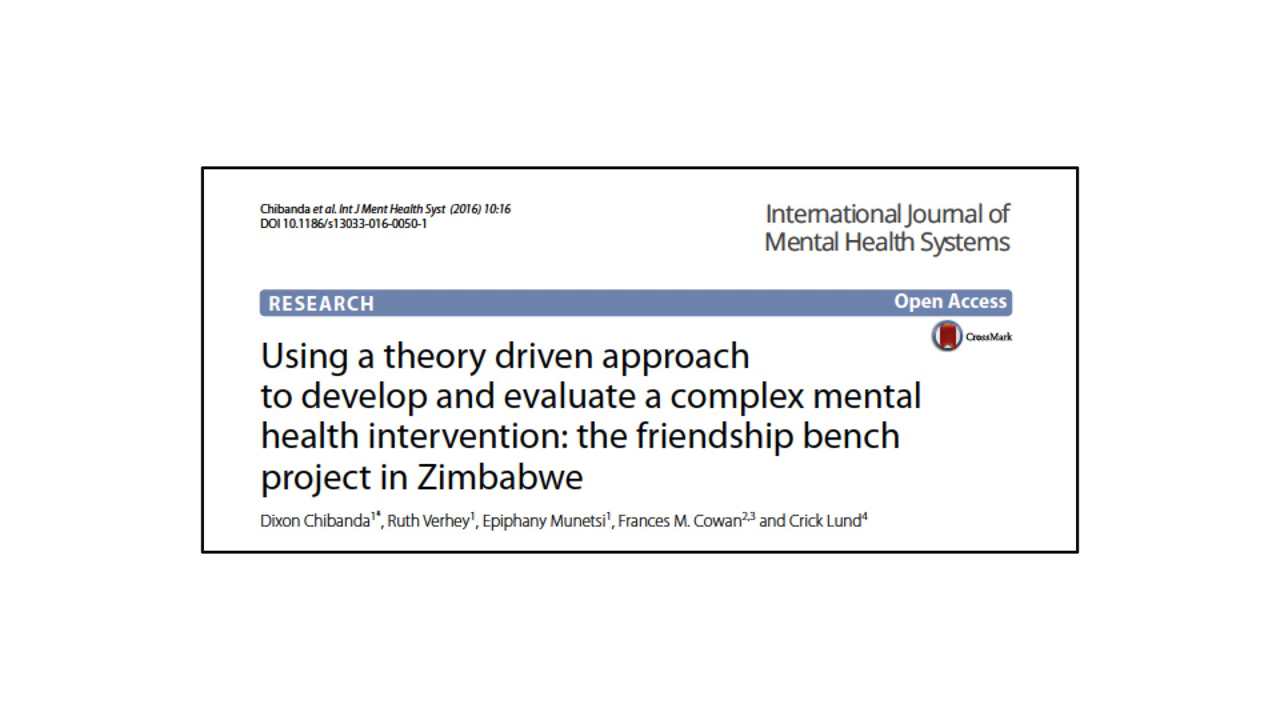 Chibanda et al. Int J Ment Health Syst (2016) 10:16
DOI 10.1186/s13033-016-0050-1
International Journal of
Mental Health Systems
RESEARCH
Open Access
CrossMark
Using a theory driven approach
to develop and evaluate a complex mental
health intervention: the friendship bench
project in Zimbabwe
Dixon Chibanda1*, Ruth Verhey1, Epiphany Munetsi1, Frances M. Cowan2,3 and Crick Lund4